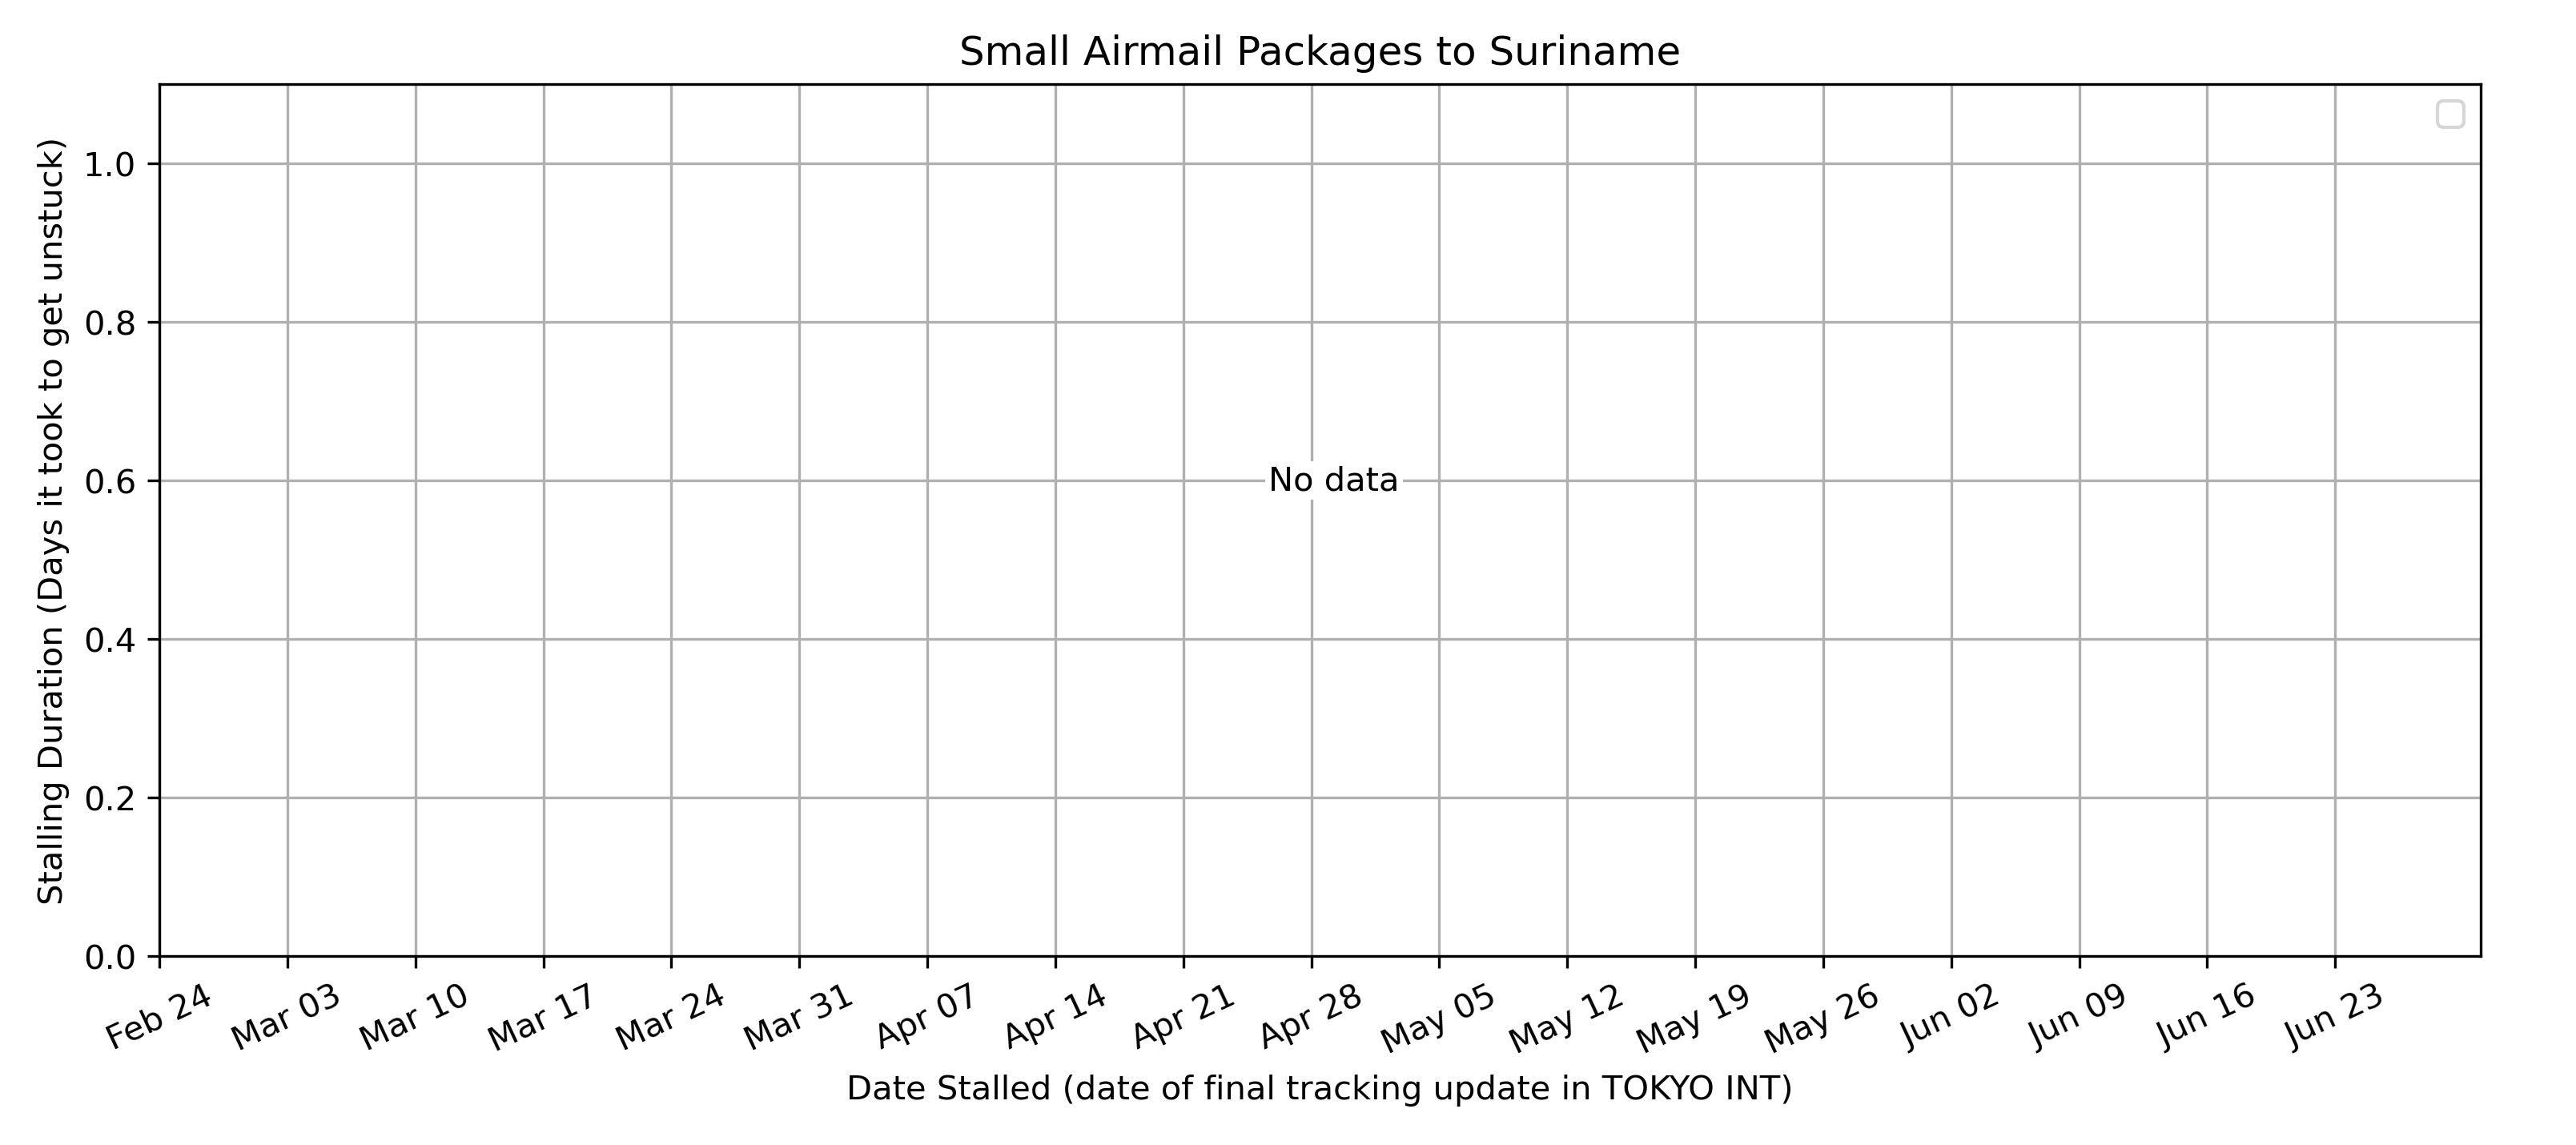 Small Airmail Packages to Suriname
Stalling Duration (Days it took to get unstuck)
1.0
0.8
0.6
0.4
0.2
0.0
No data
Feb 24 Mar 03 Mar 10 Mar 17 Mar 24 Mar 31 Apr 07 Apr 14 Apr 21 Apr 28 May 05 May 12 May 19 May 26 Jun 02 Jun 09 Jun 16 Jun 23
Date Stalled (date of final tracking update in TOKYO INT)